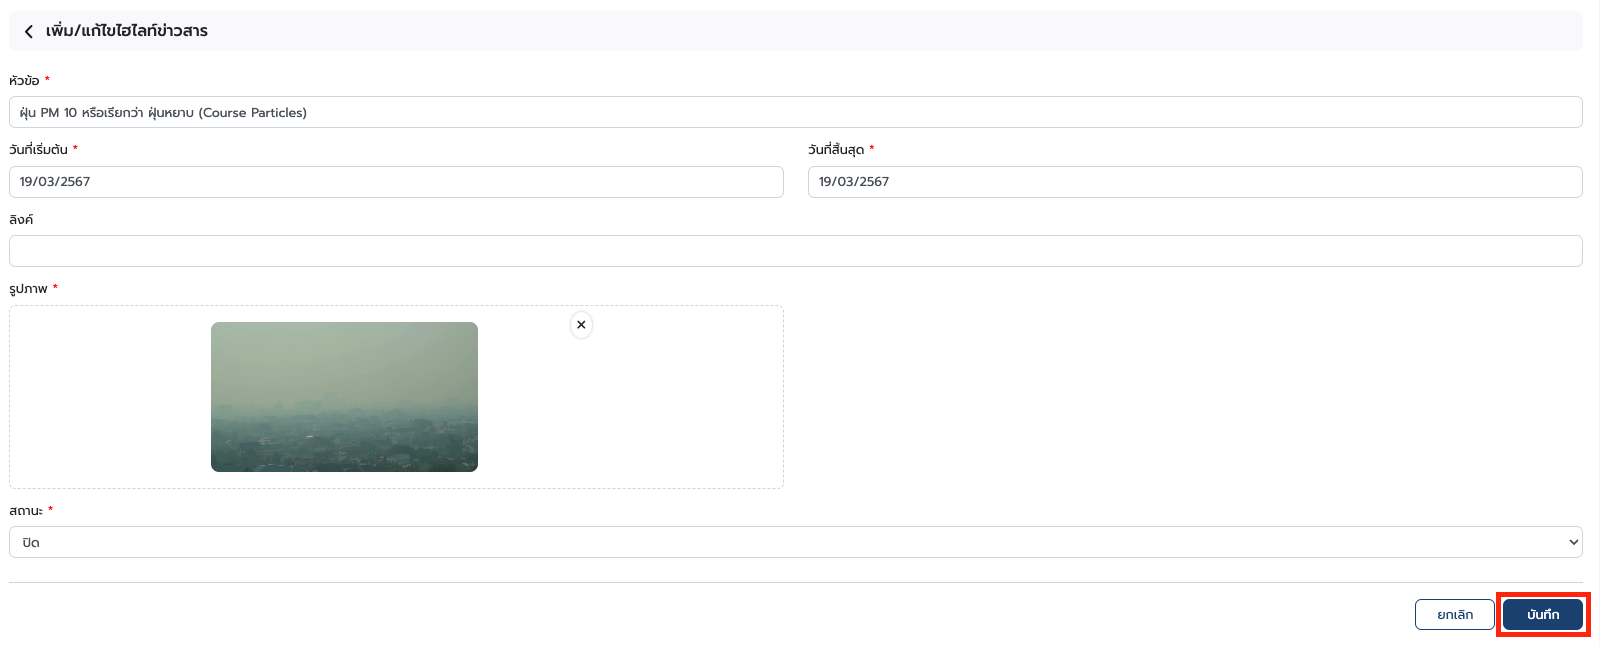 เพิ่ม/แก้ไขไฮไลท์ข่าวสาร
หัวข้อ *
ฝุ่น PM 10 หรือเรียกว่า ฝุ่นหยาบ (Course Particles)
วันที่เริ่มต้น * วันที่สิ้นสุด *
19/03/2567 19/03/2567
ลิงค์
รูปภาพ *
สถานะ *
ปิด
ยกเลิก บันทึก